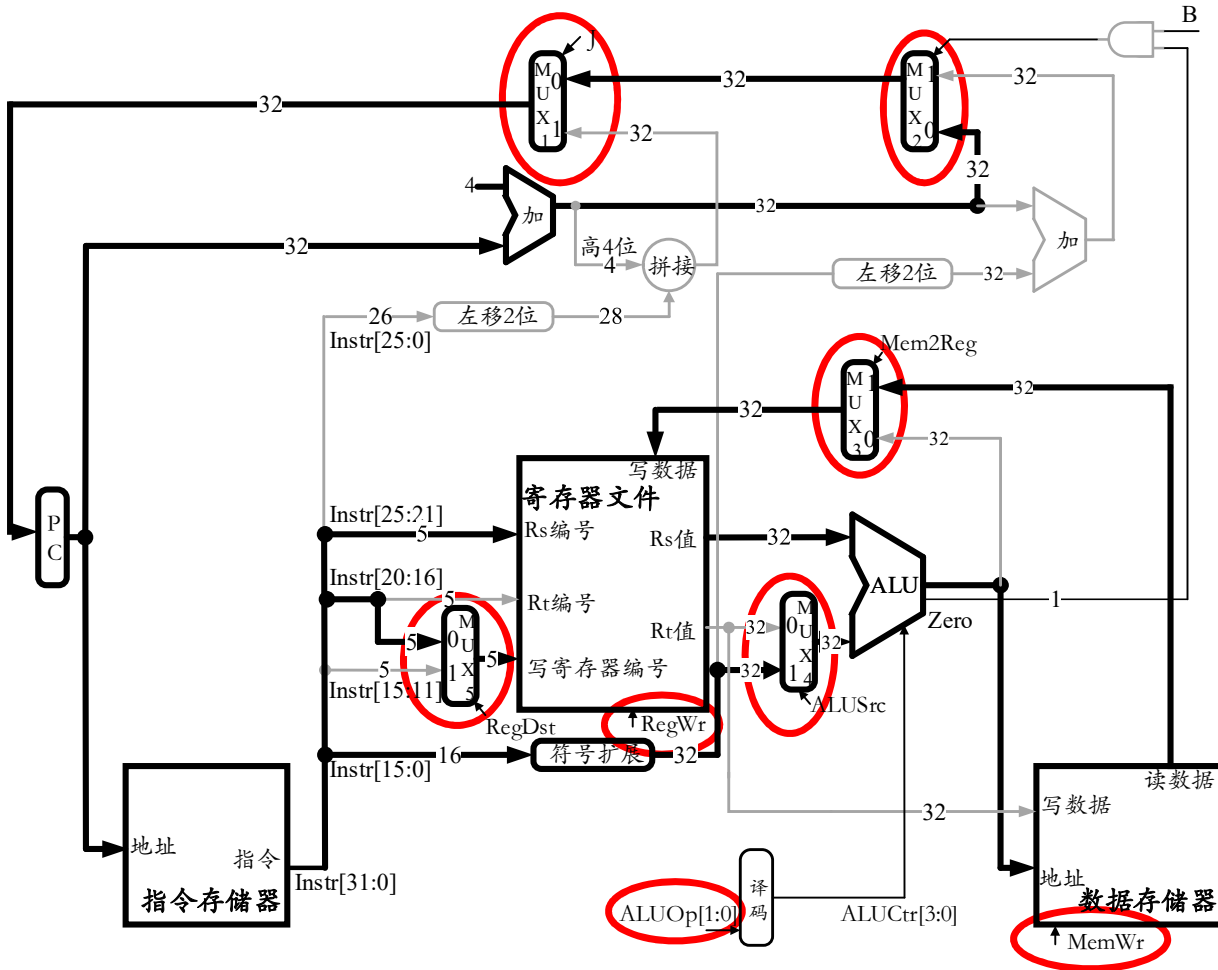 B
J
MUX1
0
1
32
MUX2
1
0
32
32
32
32
4
加
32
32
高4位
4
拼接
加
左移2位
32
26
左移2位
28
Instr[25:0]
Mem2Reg
MUX3
1
0
32
32
32
写数据
寄存器文件
PC
Instr[25:21]
5
Rs编号
Rs值
32
ALU
Instr[20:16]
5
Rt编号
MUX4
0
1
1
Zero
Rt值
32
32
5
MUX5
0
1
5
写寄存器编号
32
5
Instr[15:11]
ALUSrc
RegDst
RegWr
16
符号扩展
32
Instr[15:0]
读数据
写数据
32
地址
指令
地址
Instr[31:0]
指令存储器
译码
数据存储器
ALUOp[1:0]
ALUCtr[3:0]
MemWr